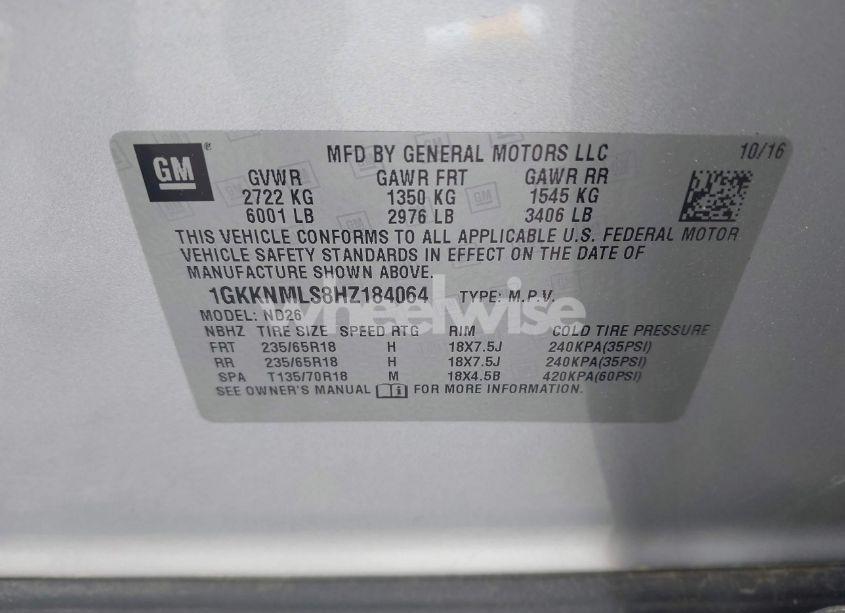 GM
MFD BY GENERAL MOTORS LLC 10/16
GVWR GAWR FRT GAWR RR
2722 KG 1350 KG 1545 KG
6001 LB 2976 LB 3406 LB
THIS VEHICLE CONFORMS TO ALL APPLICABLE U.S. FEDERAL MOTOR
VEHICLE SAFETY STANDARDS IN EFFECT ON THE DATE OF
MANUFACTURE SHOWN ABOVE.
1GKKNMLS8HZ184064 TYPE: M.P.V.
wheelwise
MODEL: ND26
NBHZ TIRE SIZE SPEED RTG RIM COLD TIRE PRESSURE
FRT 235/65R18 H 18X7.5J 240KPA(35PSI)
RR 235/65R18 H 18X7.5J 240KPA(35PSI)
SPA T135/70R18 M 18X4.5B 420KPA(60PSI)
SEE OWNER'S MANUAL FOR MORE INFORMATION.